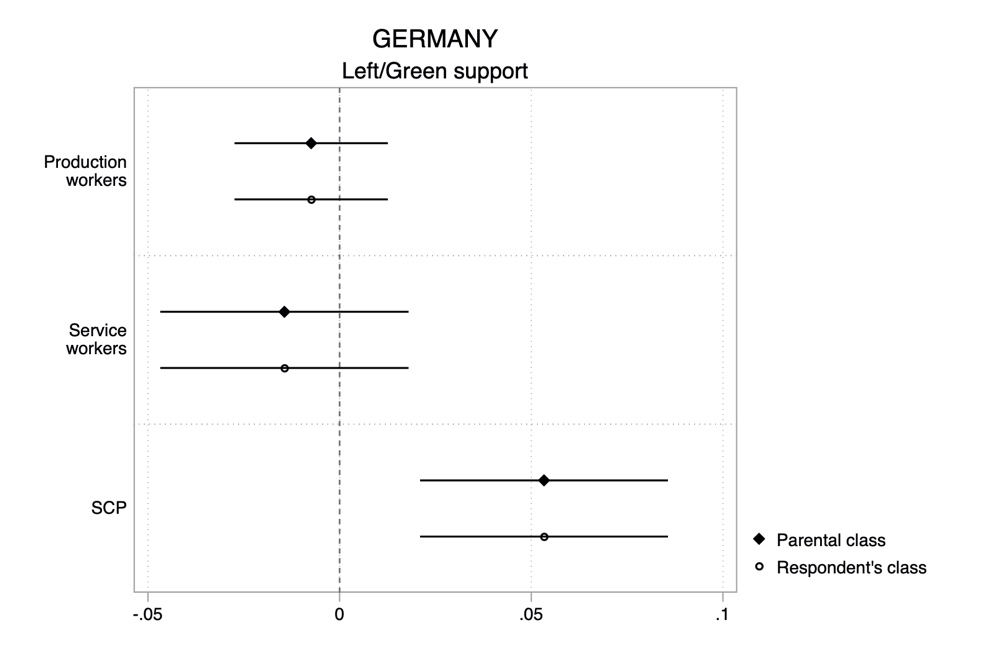 GERMANY
Left/Green support
Production
workers
Service
workers
SCP
Parental class
Respondent's class
-.05
0
.05
.1